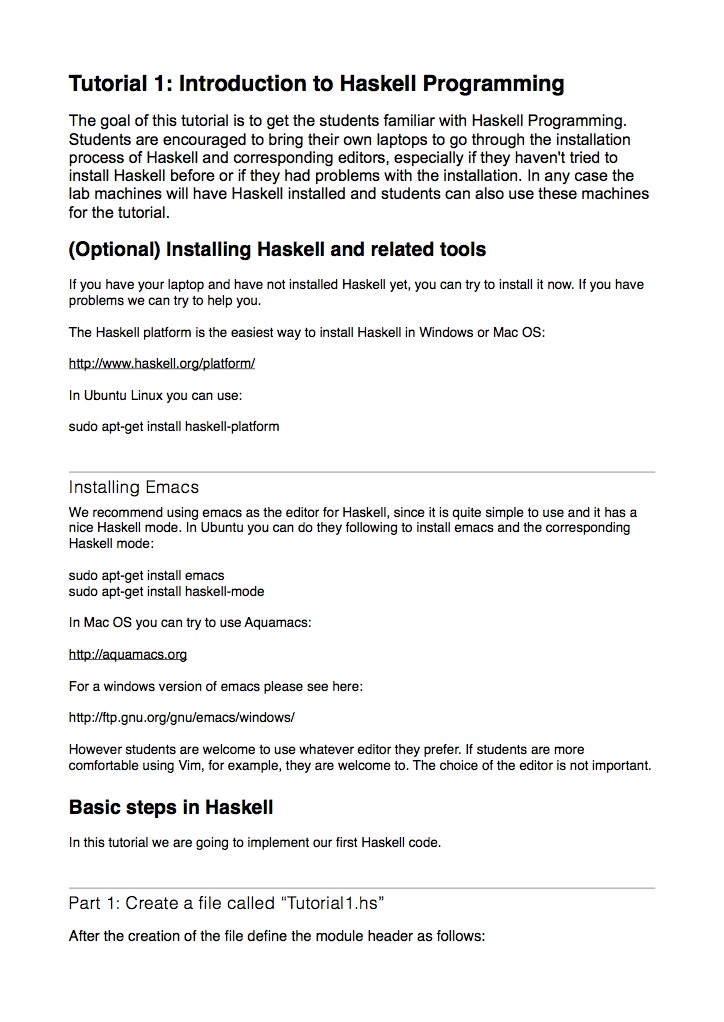 Tutorial 1: Introduction to Haskell Programming
The goal of this tutorial is to get the students familiar with Haskell Programming.
Students are encouraged to bring their own laptops to go through the installation
process of Haskell and corresponding editors, especially if they haven't tried to
install Haskell before or if they had problems with the installation. In any case the
lab machines will have Haskell installed and students can also use these machines
for the tutorial.
(Optional) Installing Haskell and related tools
If you have your laptop and have not installed Haskell yet, you can try to install it now. If you have
problems we can try to help you.
The Haskell platform is the easiest way to install Haskell in Windows or Mac OS:
http://www.haskell.org/platform/
In Ubuntu Linux you can use:
sudo apt-get install haskell-platform
Installing Emacs
We recommend using emacs as the editor for Haskell, since it is quite simple to use and it has a
nice Haskell mode. In Ubuntu you can do they following to install emacs and the corresponding
Haskell mode:
sudo apt-get install emacs
sudo apt-get install haskell-mode
In Mac OS you can try to use Aquamacs:
http://aquamacs.org
For a windows version of emacs please see here:
http://ftp.gnu.org/gnu/emacs/windows/
However students are welcome to use whatever editor they prefer. If students are more
comfortable using Vim, for example, they are welcome to. The choice of the editor is not important.
Basic steps in Haskell
In this tutorial we are going to implement our first Haskell code.
Part 1: Create a file called “Tutorial1.hs”
After the creation of the file define the module header as follows: